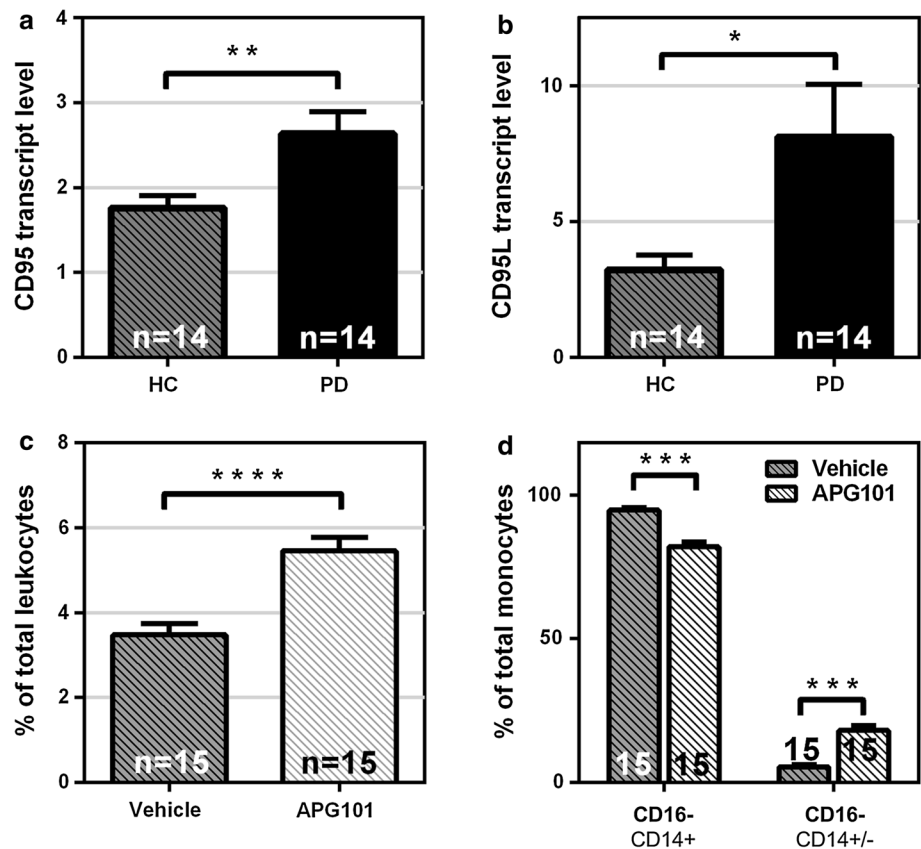 a
CD95 transcript level
4
3
2
1
0
* *
n=14
n=14
HC
PD
b
CD95L transcript level
10
5
0
*
n=14
n=14
HC
PD
c
% of total leukocytes
8
6
4
2
0
* * * *
n=15
n=15
Vehicle
APG101
d
% of total monocytes
100
50
0
* * *
Vehicle
APG101
* * *
15
15
15
15
CD16-
CD14+
CD16-
CD14+/-